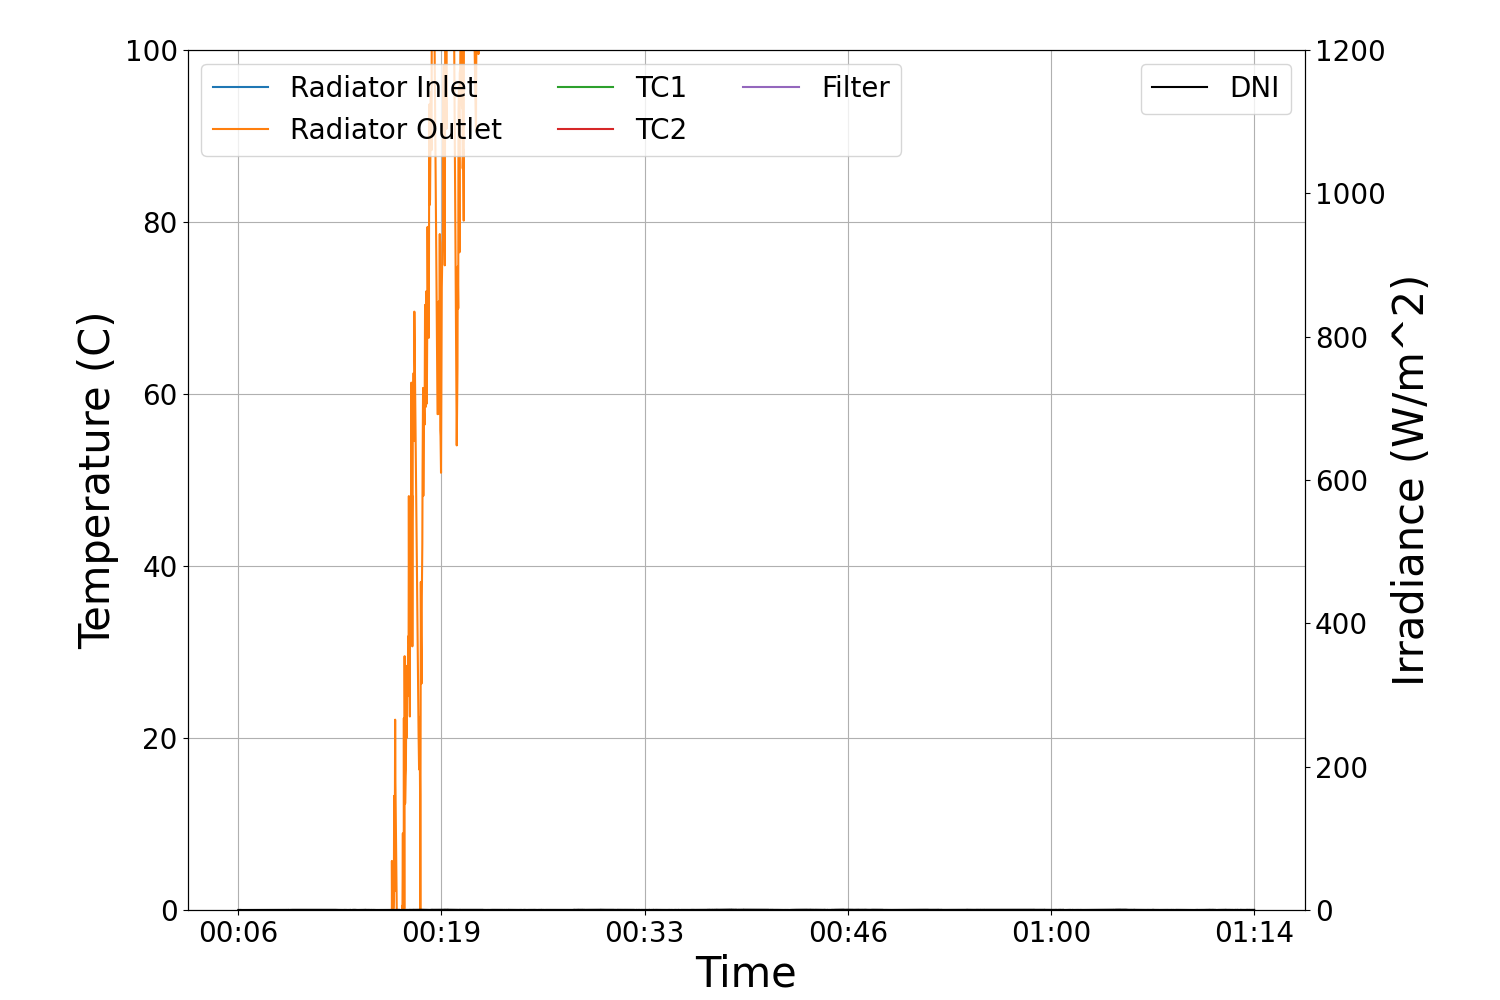 100
80
60
40
20
0
Temperature (C)
Radiator Inlet
Radiator Outlet
TC1
TC2
Filter
DNI
1200
1000
800
600
400
200
0
Irradiance (W/m^2)
00:06
00:19
00:33
00:46
01:00
01:14
Time